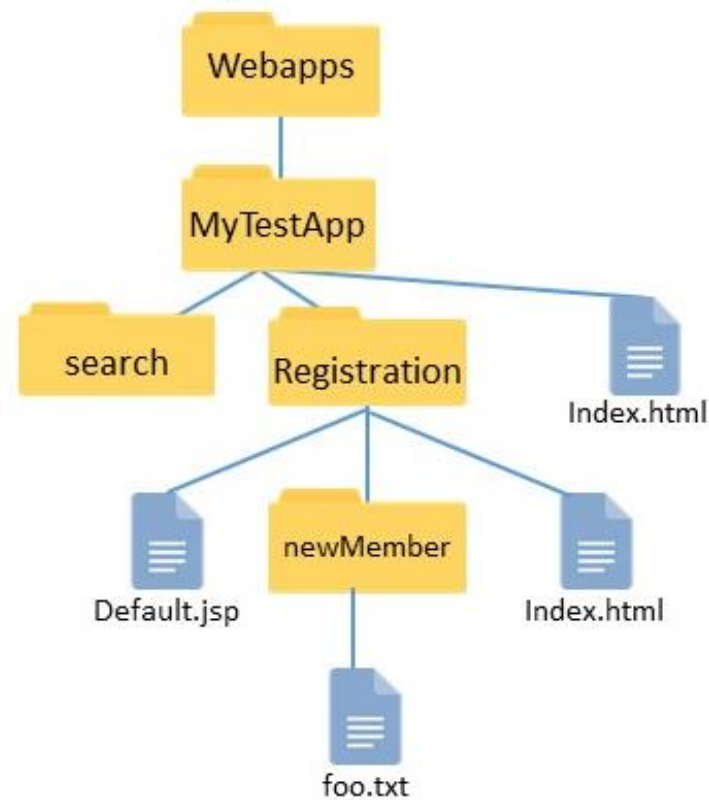 Webapps
MyTestApp
search
Registration
Index.html
newMember
Default.jsp
Index.html
foo.txt